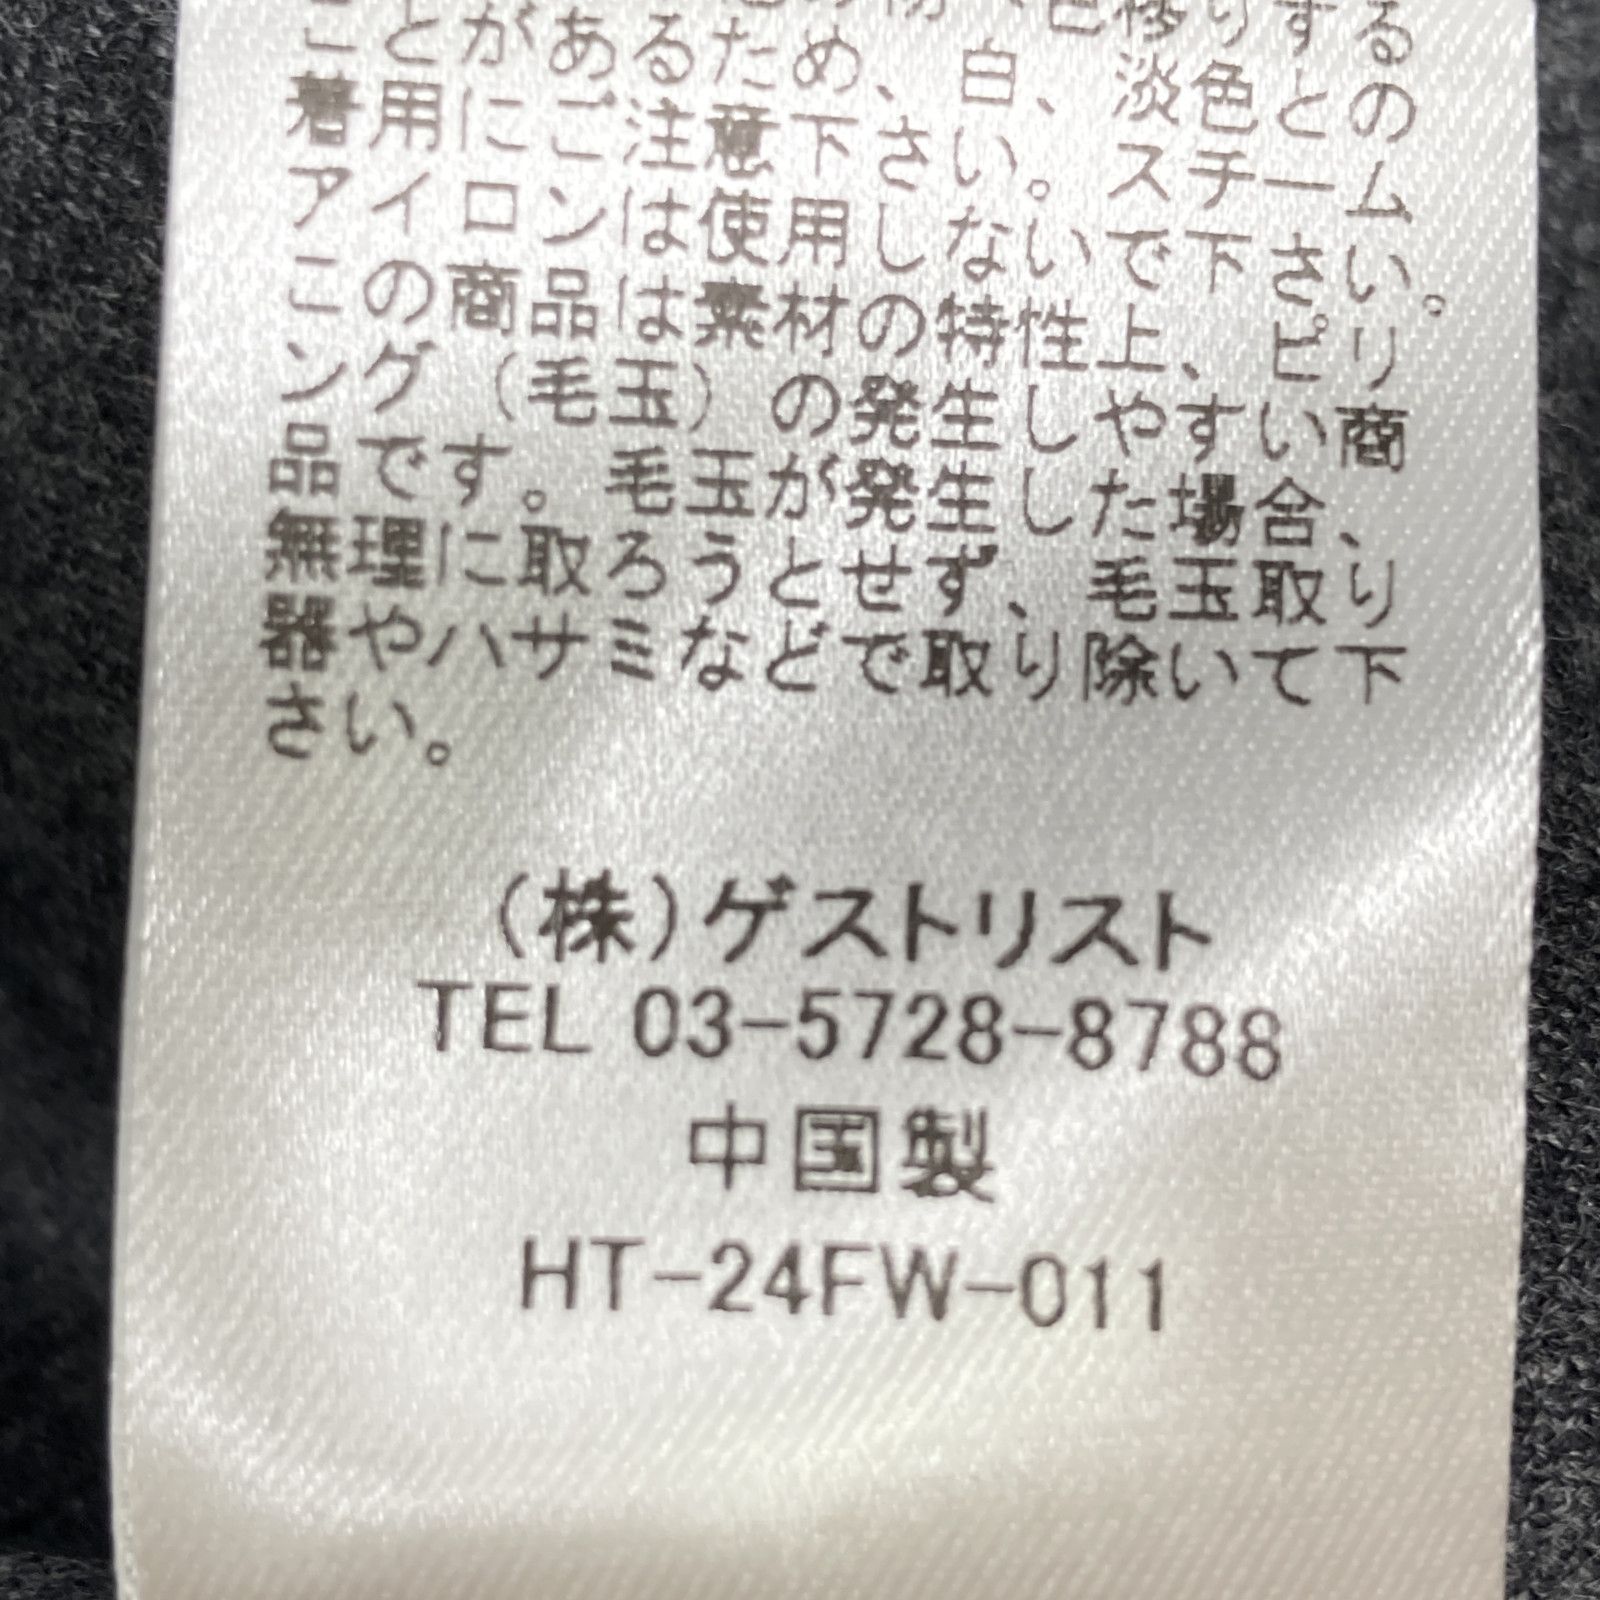 ことがあるため、白、淡色との
着用にはご注意下さい。
アイロンは使用しないで下さい。
この商品は素材の特性上、ピリ
ング(毛玉)の発生しやすい商
品です。毛玉が発生した場合、
無理に取ろうとせず、毛玉取り
器やハサミなどで取り除いて下
さい。
(株)ゲストリスト
TEL 03-5728-8788
中国製
HT-24FW-011